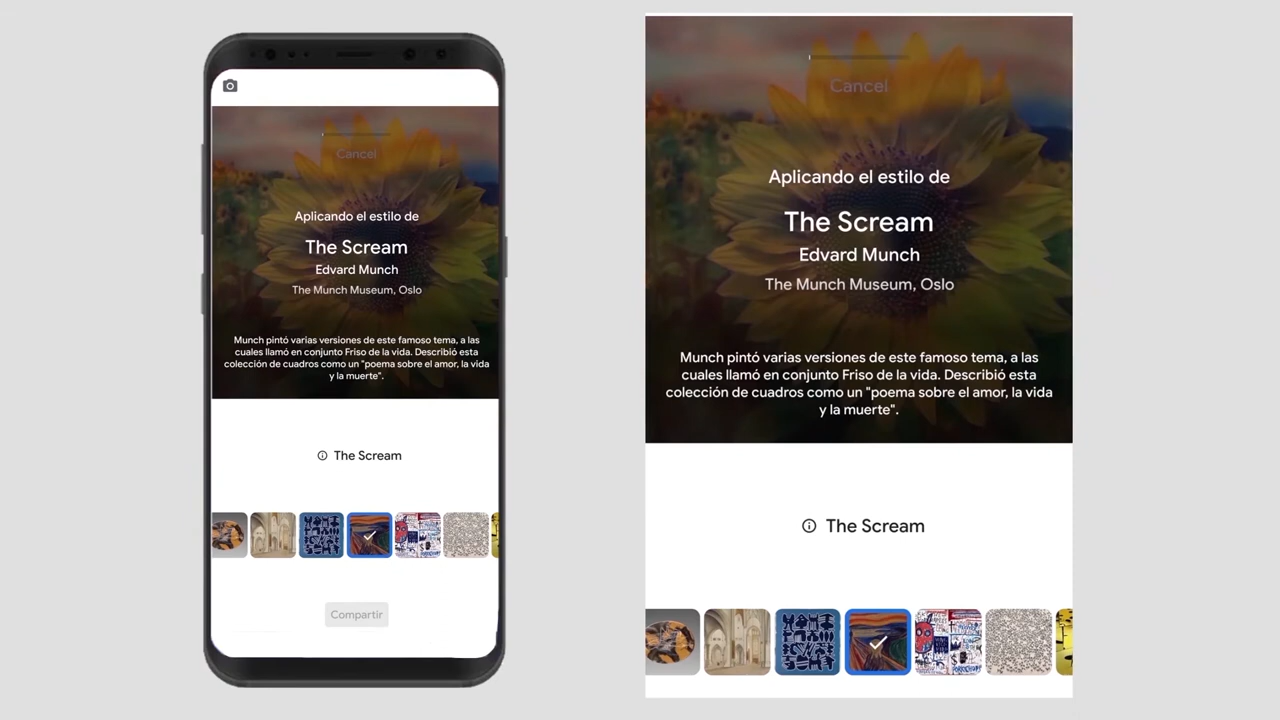 Cancel
Aplicando el estilo de
The Scream
Edvard Munch
The Munch Museum, Oslo
Munch pintó varias versiones de este famoso tema, a las
cuales llamó en conjunto Friso de la vida. Describió esta
colección de cuadros como un "poema sobre el amor, la vida
y la muerte".
The Scream
Compartir
Cancel
Aplicando el estilo de
The Scream
Edvard Munch
The Munch Museum, Oslo
Munch pintó varias versiones de este famoso tema, a las
cuales llamó en conjunto Friso de la vida. Describió esta
colección de cuadros como un "poema sobre el amor, la vida
y la muerte".
The Scream